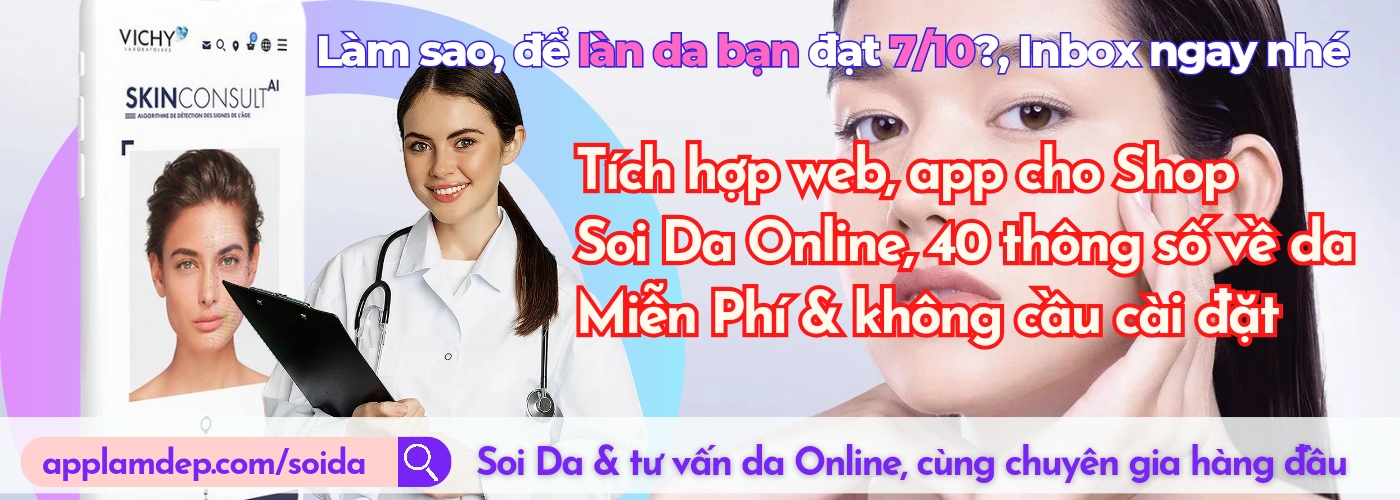 VICHY
LABORATOIRES
SKINCONSULT AI
ALGORITHME DE DÉTECTION DES SIGNES DE L'ÂGE
Làm sao, để làn da bạn đạt 7/10?, Inbox ngay nhé
Tích hợp web, app cho Shop
Soi Da Online, 40 thông số về da
Miễn Phí & không cầu cài đặt
applamdep.com/soida
Soi Da & tư vấn da Online, cùng chuyên gia hàng đầu